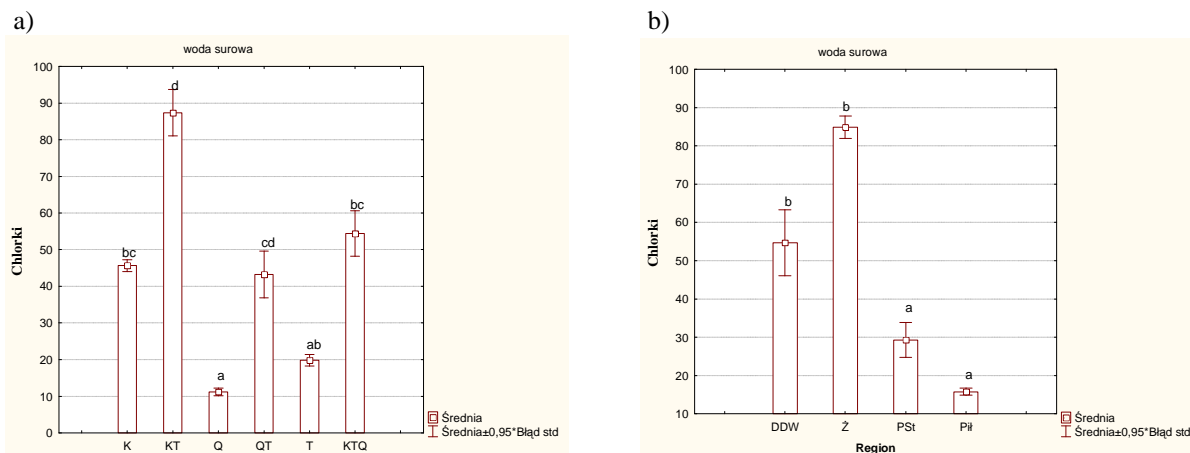 a)
woda surowa
100
90
80
70
60
50
40
30
20
10
0
Chlorki
bc
d
a
cd
ab
bc
K KT Q QT T KTQ
Średnia
Średnia±0,95*Błąd std
b)
woda surowa
100
90
80
70
60
50
40
30
20
10
Chlorki
b
b
a
a
DDW Ż PSt Pił
Region
Średnia
Średnia±0,95*Błąd std